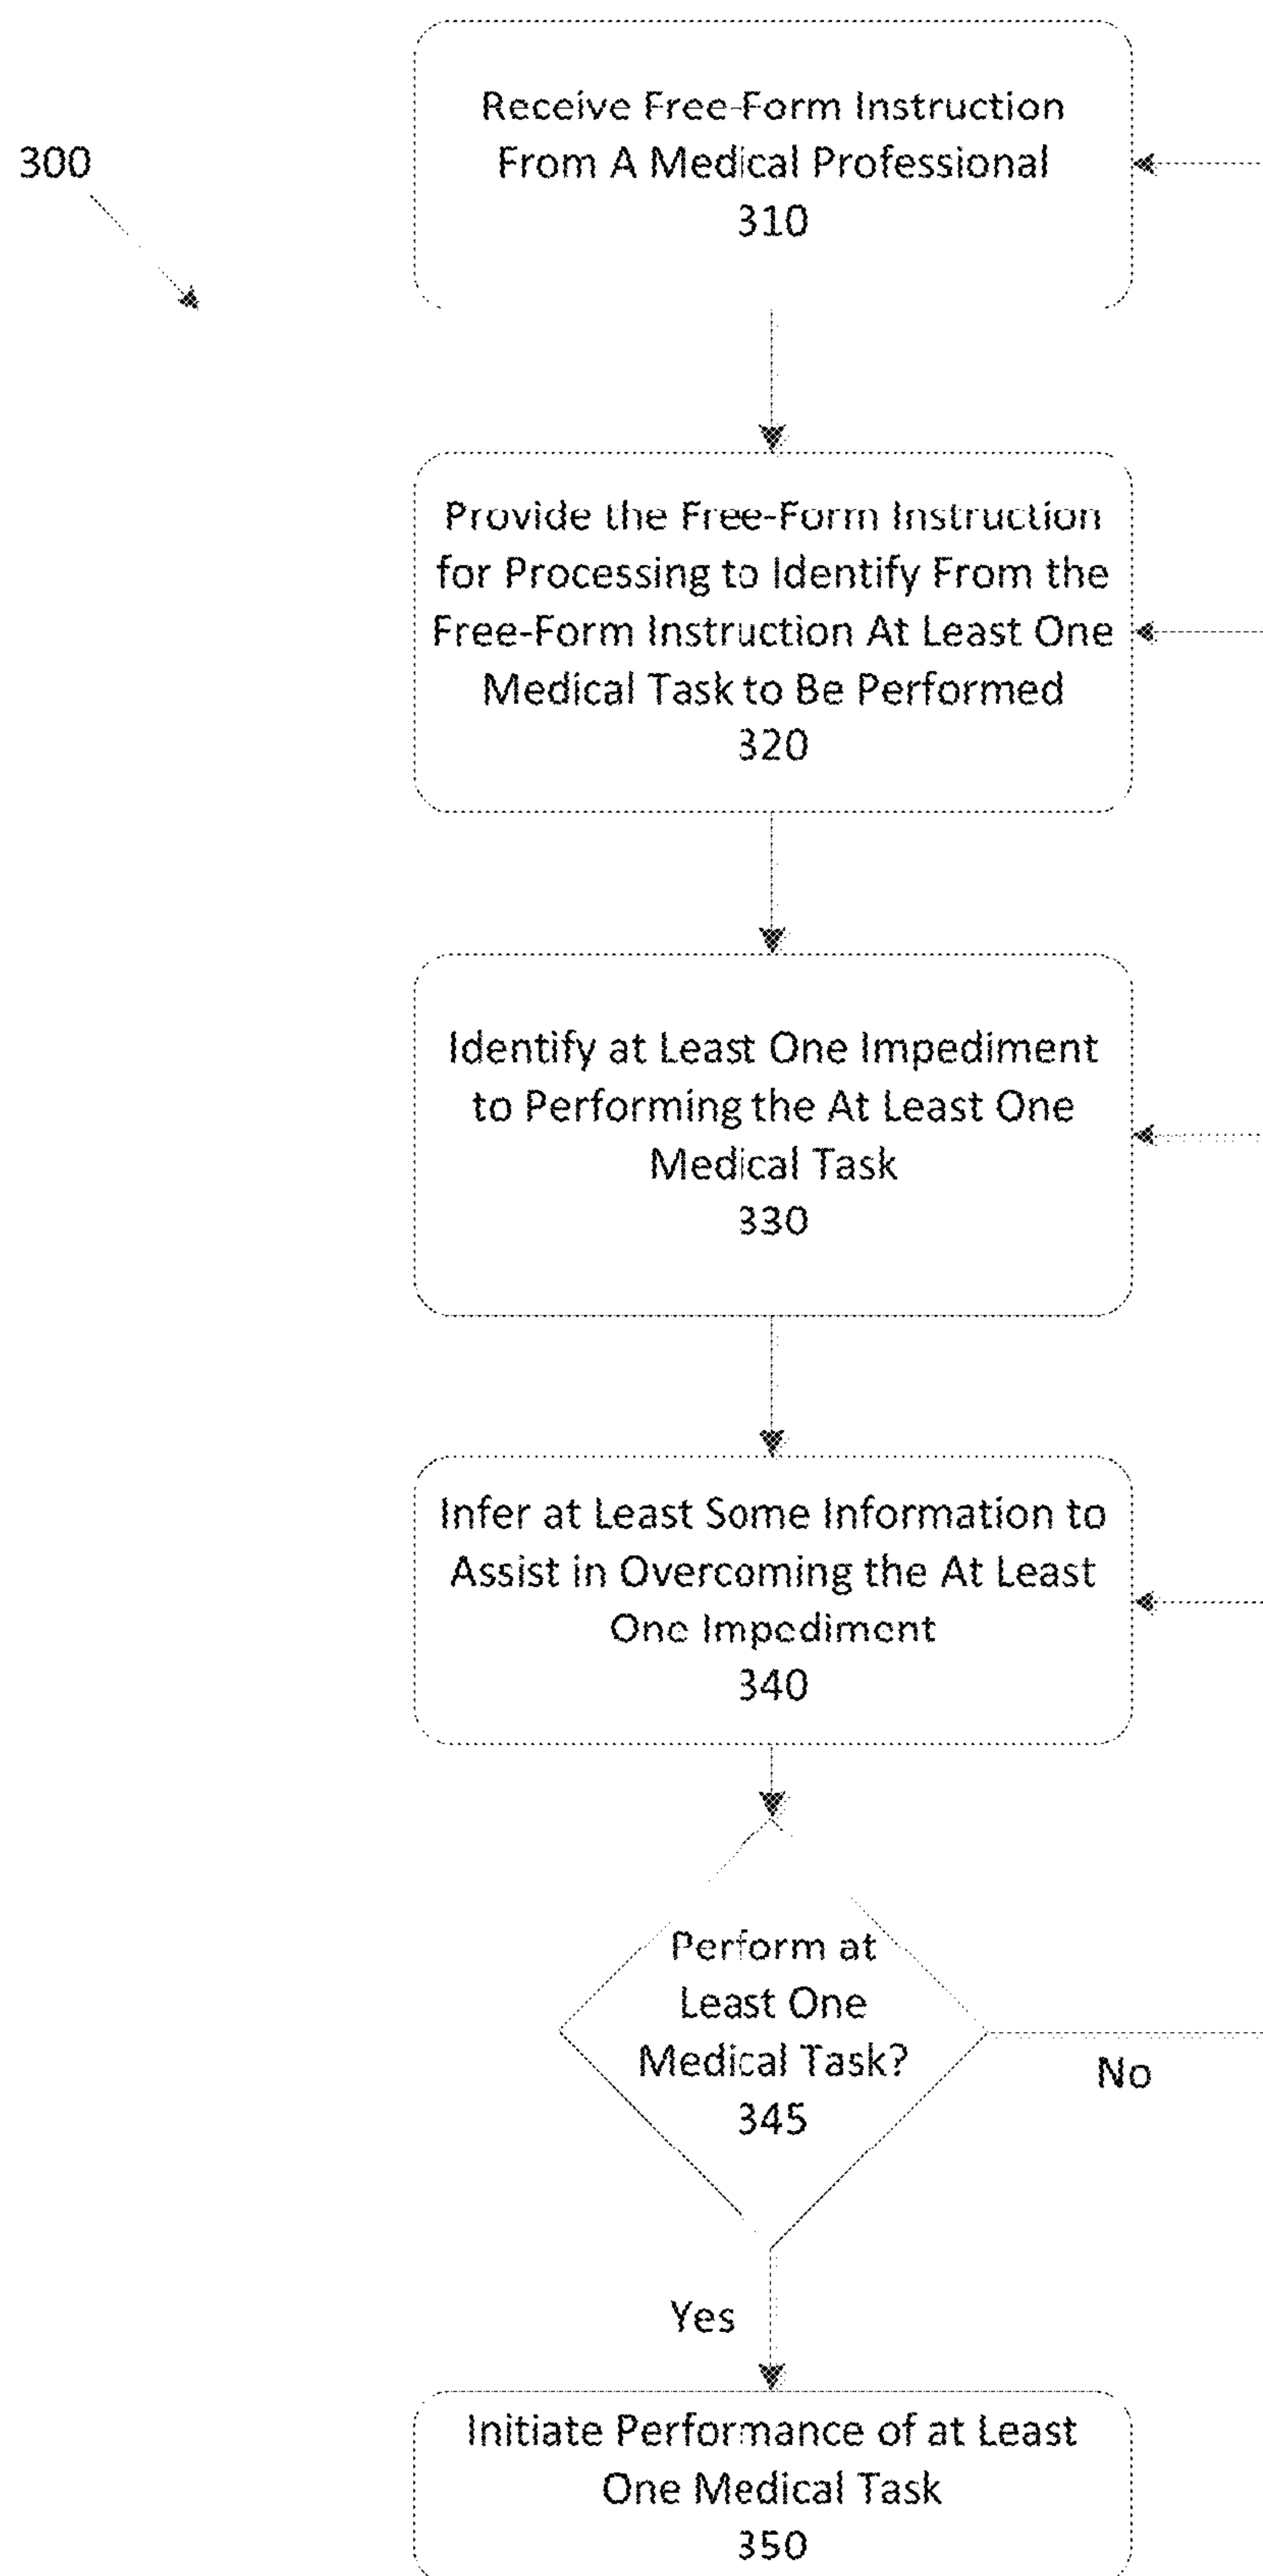 300
Receive Free-Form Instruction
From A Medical Professional
310
Provide the Free-Form Instruction
for Processing to Identify From the
Free-Form Instruction At Least One
Medical Task to Be Performed
320
Identify at Least One Impediment
to Performing the At Least One
Medical Task
330
Infer at Least Some Information to
Assist in Overcoming the At Least
One Impediment
340
Perform at
Least One
Medical Task?
345
No
Yes
Initiate Performance of at Least
One Medical Task
350